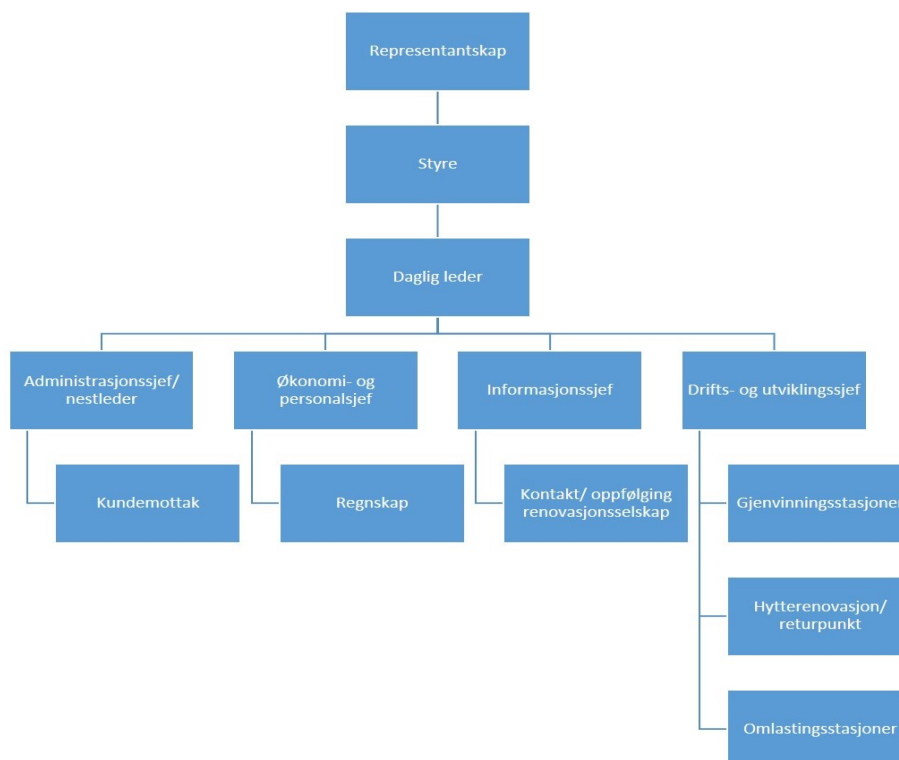 Representantskap
Styre
Daglig leder
Administrasjonssjef/
nestleder
Økonomi- og
personalsjef
Informasjonssjef
Drifts- og utviklingssjef
Kundemottak
Regnskap
Kontakt/ oppfølging
renovasjonsselskap
Gjenvinningsstasjoner
Hytterenovasjon/
returpunkt
Omlastingsstasjoner